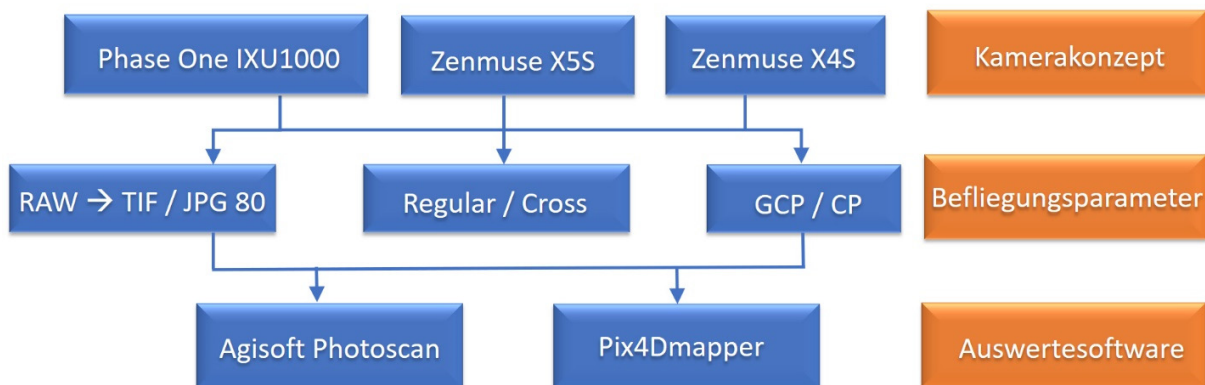 Phase One IXU1000
Zenmuse X5S
Zenmuse X4S
Kamerakonzept
RAW → TIF / JPG 80
Regular / Cross
GCP / CP
Befliegungsparameter
Agisoft Photoscan
Pix4Dmapper
Auswertesoftware